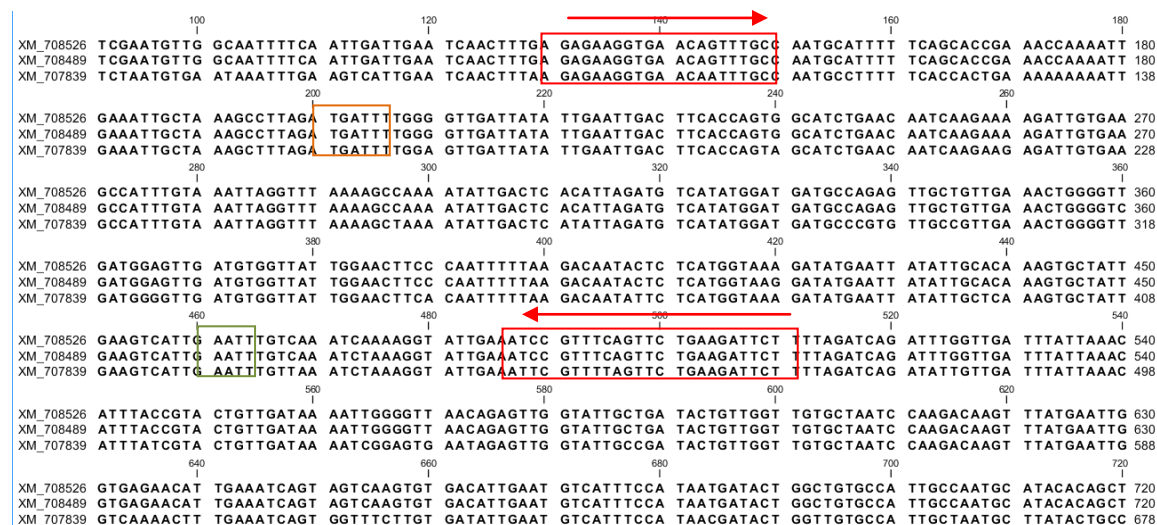 100 120 140 160 180
XM_708526 TCGAATGTTG GCAATTTTCA ATTGATTGAA TCAACTTTGA GAGAAGGTGA ACAGTTTGCC AATGCATTTT TCAGCACCGA AACCAAAATT 180
XM_708489 TCGAATGTTG GCAATTTTCA ATTGATTGAA TCAACTTTGA GAGAAGGTGA ACAGTTTGCC AATGCATTTT TCAGCACCGA AACCAAAATT 180
XM_707839 TCTAATGTGA ATAAATTTGA AGTCATTGAA TCAACTTTAA GAGAAGGTGA ACAATTTGCC AATGCCTTTT TCACCACTGA AAAAAAAATT 138
200 220 240 260
XM_708526 GAAATTGCTA AAGCCTTAGA TGATTTTGGG GTTGATTATA TTGAATTGAC TTCACCAGTG GCATCTGAAC AATCAAGAAA AGATTGTGAA 270
XM_708489 GAAATTGCTA AAGCCTTAGA TGATTTTGGG GTTGATTATA TTGAATTGAC TTCACCAGTG GCATCTGAAC AATCAAGAAA AGATTGTGAA 270
XM_707839 GAAATTGCTA AAGCTTTAGA TGATTTTGGA GTTGATTATA TTGAATTGAC TTCACCAGTA GCATCTGAAC AATCAAGAAG AGATTGTGAA 228
280 300 320 340 360
XM_708526 GCCATTTGTA AATTAGGTTT AAAAGCCAAA ATATTGACTC ACATTAGATG TCATATGGAT GATGCCAGAG TTGCTGTTGA AACTGGGGTT 360
XM_708489 GCCATTTGTA AATTAGGTTT AAAAGCCAAA ATATTGACTC ACATTAGATG TCATATGGAT GATGCCAGAG TTGCTGTTGA AACTGGGGTC 360
XM_707839 GCCATTTGTA AATTAGGTTT AAAAGCTAAA ATATTGACTC ATATTAGATG TCATATGGAT GATGCCCGTG TTGCCGTTGA AACTGGGGTT 318
380 400 420 440
XM_708526 GATGGAGTTG ATGTGGTTAT TGGAACTTCC CAATTTTTAA GACAATACTC TCATGGTAAA GATATGAATT ATATTGCACA AAGTGCTATT 450
XM_708489 GATGGAGTTG ATGTGGTTAT TGGAACTTCC CAATTTTTAA GACAATACTC TCATGGTAAG GATATGAATT ATATTGCACA AAGTGCTATT 450
XM_707839 GATGGGGTTG ATGTGGTTAT TGGAACTTCA CAATTTTTAA GACAATATTC TCATGGTAAA GATATGAATT ATATTGCTCA AAGTGCTATT 408
460 480 500 520 540
XM_708526 GAAGTCATTG AATTTGTCAA ATCAAAAGGT ATTGAAATCC GTTTCAGTTC TGAAGATTCT TTTAGATCAG ATTTGGTTGA TTTATTAAAC 540
XM_708489 GAAGTCATTG AATTTGTCAA ATCTAAAGGT ATTGAAATCC GTTTCAGTTC TGAAGATTCT TTTAGATCAG ATTTGGTTGA TTTATTAAAC 540
XM_707839 GAAGTCATTG AATTTGTTAA ATCTAAAGGT ATTGAAATTC GTTTTAGTTC TGAAGATTCT TTTAGATCAG ATATTGTTGA TTTATTAAAC 498
560 580 600 620
XM_708526 ATTTACCGTA CTGTTGATAA AATTGGGGTT AACAGAGTTG GTATTGCTGA TACTGTTGGT TGTGCTAATC CAAGACAAGT TTATGAATTG 630
XM_708489 ATTTACCGTA CTGTTGATAA AATTGGGGTT AACAGAGTTG GTATTGCTGA TACTGTTGGT TGTGCTAATC CAAGACAAGT TTATGAATTG 630
XM_707839 ATTTATCGTA CTGTTGATAA AATCGGAGTG AATAGAGTTG GTATTGCCGA TACTGTTGGT TGTGCTAATC CAAGACAAGT TTATGAATTG 588
640 660 680 700 720
XM_708526 GTGAGAACAT TGAAATCAGT AGTCAAGTGT GACATTGAAT GTCATTTCCA TAATGATACT GGCTGTGCCA TTGCCAATGC ATACACAGCT 720
XM_708489 GTGAGAACAT TGAAATCAGT AGTCAAGTGT GACATTGAAT GTCATTTCCA TAATGATACT GGCTGTGCCA TTGCCAATGC ATACACAGCT 720
XM_707839 GTCAAAACTT TGAAATCAGT GGTTTCTTGT GATATTGAAT GTCATTTCCA TAACGATACT GGTTGTGCCA TTGCTAATGC TTATACTGCC 678